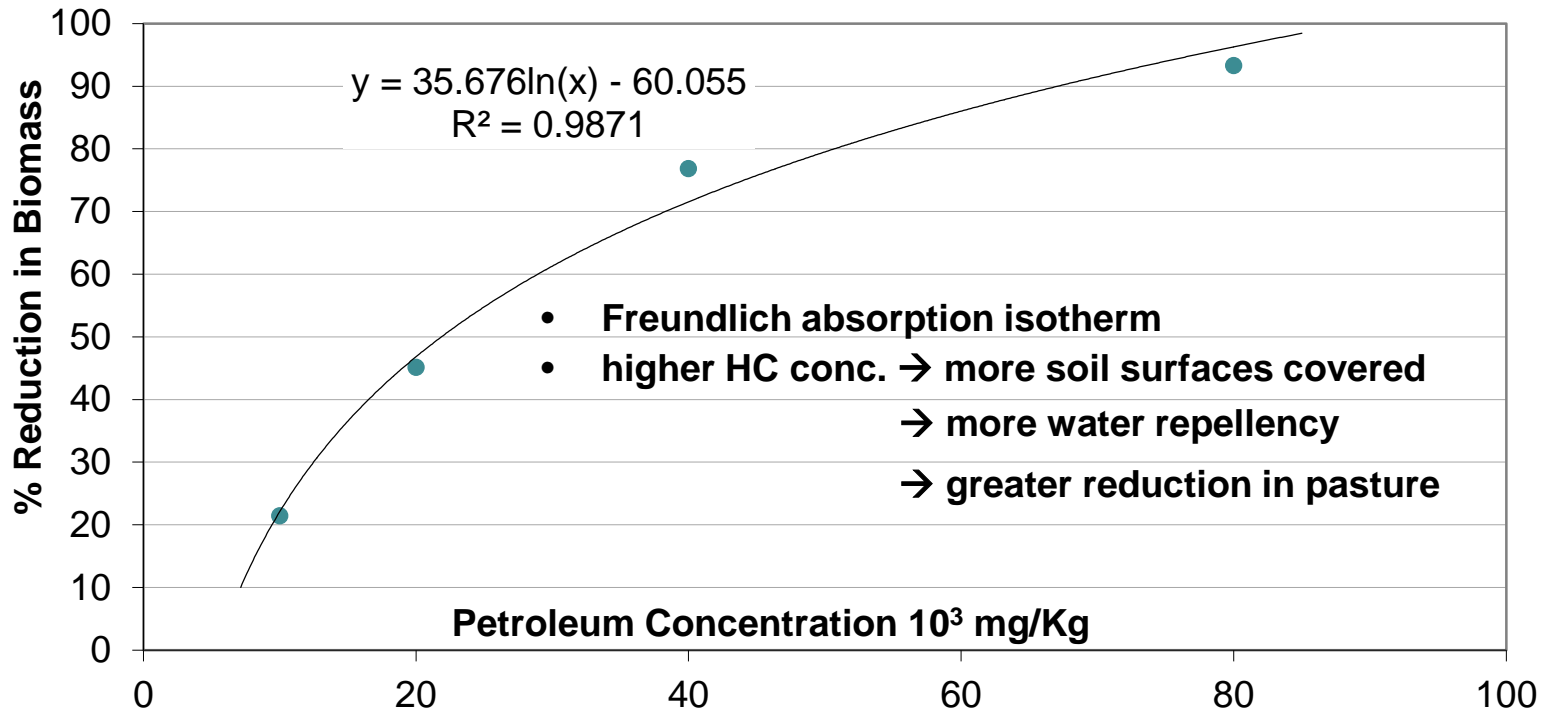 100
90
80
70
60
50
40
30
20
10
0
% Reduction in Biomass
y = 35.676ln(x) - 60.055
R² = 0.9871
• Freundlich absorption isotherm
• higher HC conc. → more soil surfaces covered
→ more water repellency
→ greater reduction in pasture
Petroleum Concentration 10³ mg/Kg
0 20 40 60 80 100